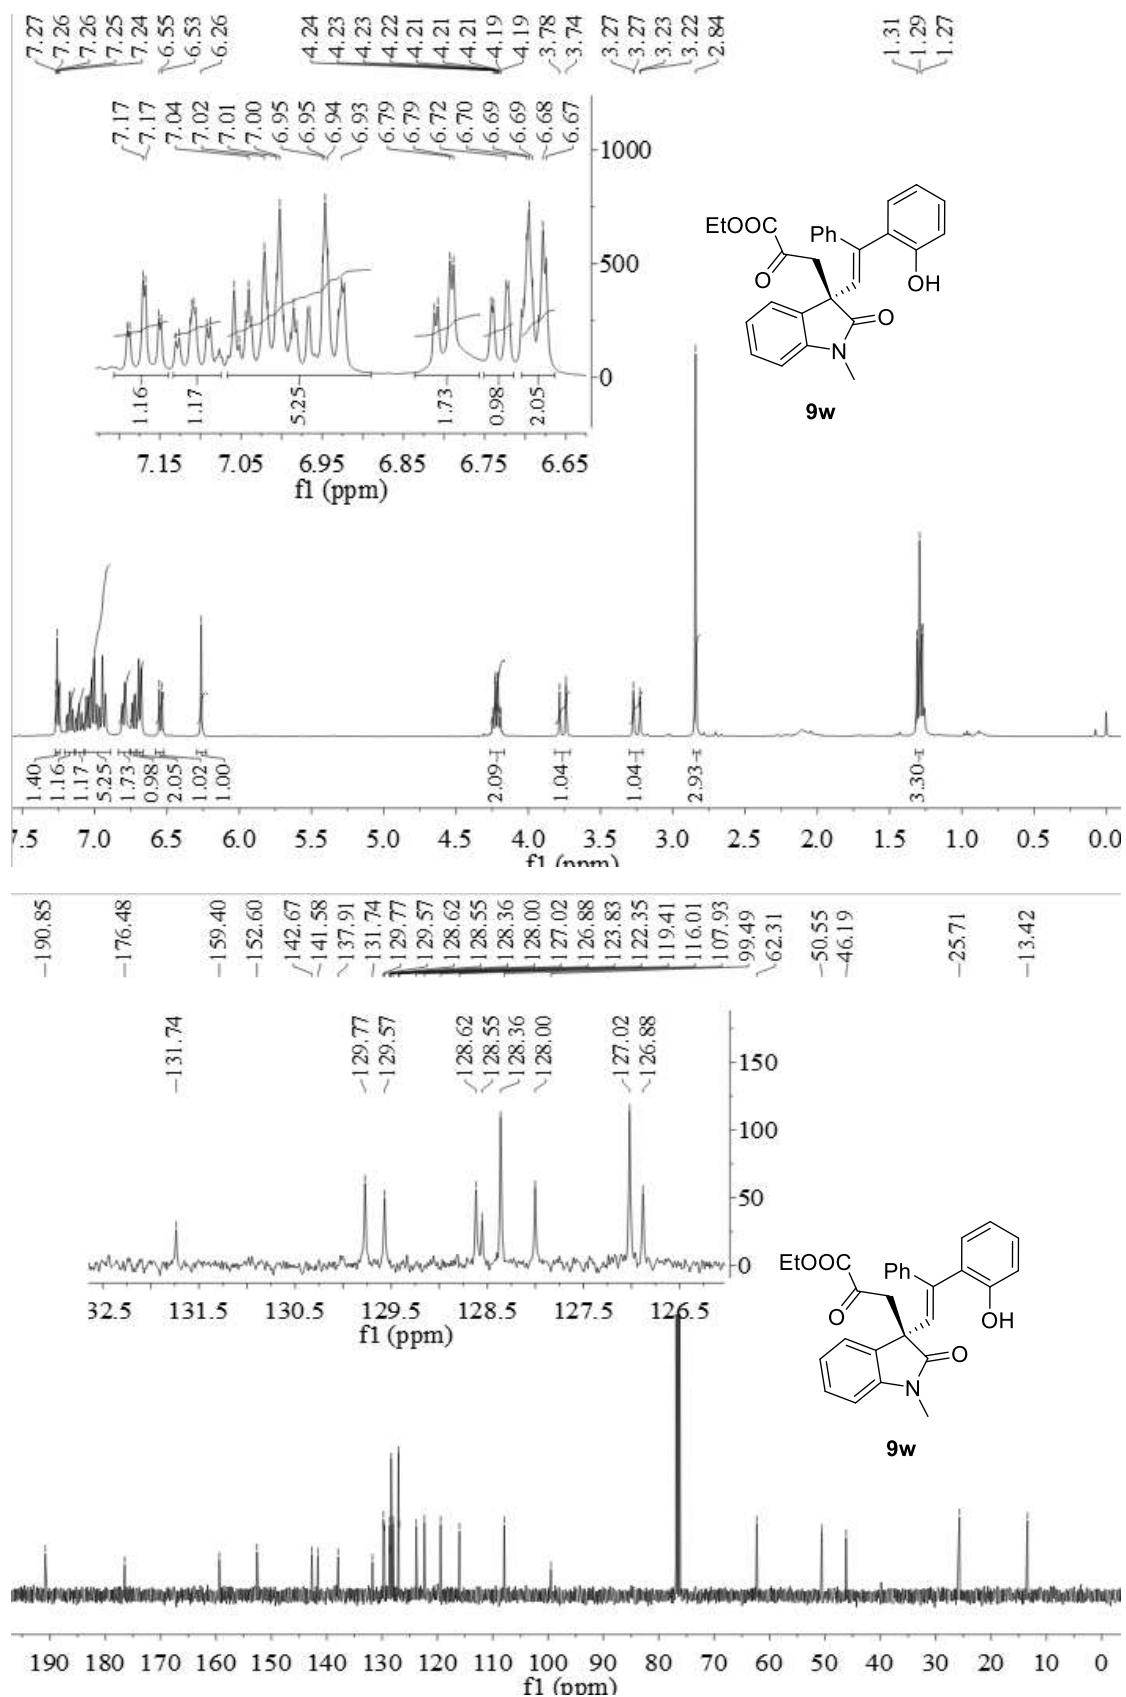 7.27 7.26 7.26 7.25 7.24 6.55 6.53 6.26 4.24 4.23 4.23 4.22 4.21 4.21 4.21 4.19 4.19 3.78 3.74 3.27 3.27 3.23 3.22 2.84 1.31 1.29 1.27
7.17 7.17 7.04 7.02 7.01 7.00 6.95 6.95 6.94 6.93 6.79 6.79 6.72 6.70 6.69 6.69 6.68 6.67
1000
500
0
1.16 1.17 5.25 1.73 0.98 2.05
7.15 7.05 6.95 6.85 6.75 6.65
f1 (ppm)
EtOOC
Ph
O
OH
O
N
9w
1.40 1.16 1.17 5.25 1.73 0.98 2.05 1.02 1.00 2.09 1.04 1.04 2.93 3.30
7.5 7.0 6.5 6.0 5.5 5.0 4.5 4.0 3.5 3.0 2.5 2.0 1.5 1.0 0.5 0.0
f1 (ppm)
190.85 176.48 159.40 152.60 142.67 141.58 137.91 131.74 129.77 129.57 128.62 128.55 128.36 128.00 127.02 126.88 123.83 122.35 119.41 116.01 107.93 99.49 62.31 50.55 46.19 25.71 13.42
131.74 129.77 129.57 128.62 128.55 128.36 128.00 127.02 126.88
150
100
50
0
32.5 131.5 130.5 129.5 128.5 127.5 126.5
f1 (ppm)
EtOOC
Ph
O
OH
O
N
9w
190 180 170 160 150 140 130 120 110 100 90 80 70 60 50 40 30 20 10 0
f1 (ppm)